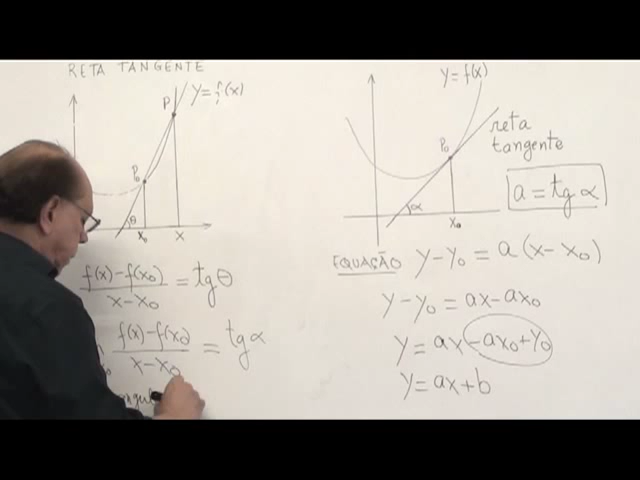 RETA TANGENTE
y=f(x)
P
P₀
θ
x₀ x
f(x)-f(x₀)
x-x₀
= tg θ
f(x)-f(x₀)
x-x₀
= tg α
y=f(x)
P₀
reta
tangente
α
x₀
a = tg α
EQUAÇÃO y-y₀ = a(x-x₀)
y-y₀ = ax-ax₀
y = ax-ax₀+y₀
y = ax+b